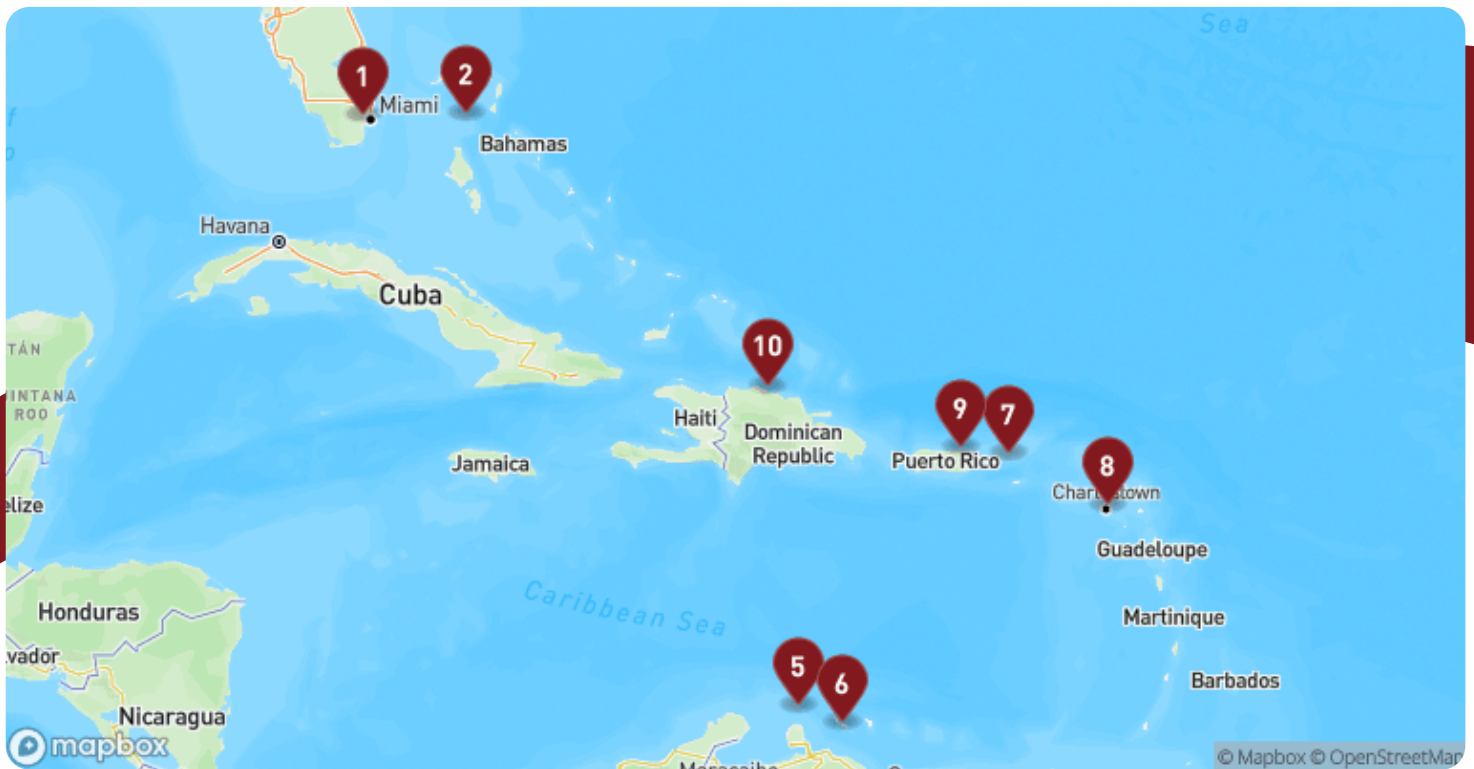 Sea
1
2
Miami
f
o
Bahamas
Havana
Cuba
TÁN
INTANA
ROO
10
9
7
Haiti
Dominican
Republic
Jamaica
Puerto Rico
8
elize
Guadeloupe
Honduras
Caribbean Sea
Martinique
vador
5
6
Barbados
Nicaragua
mapbox
© Mapbox © OpenStreetMap